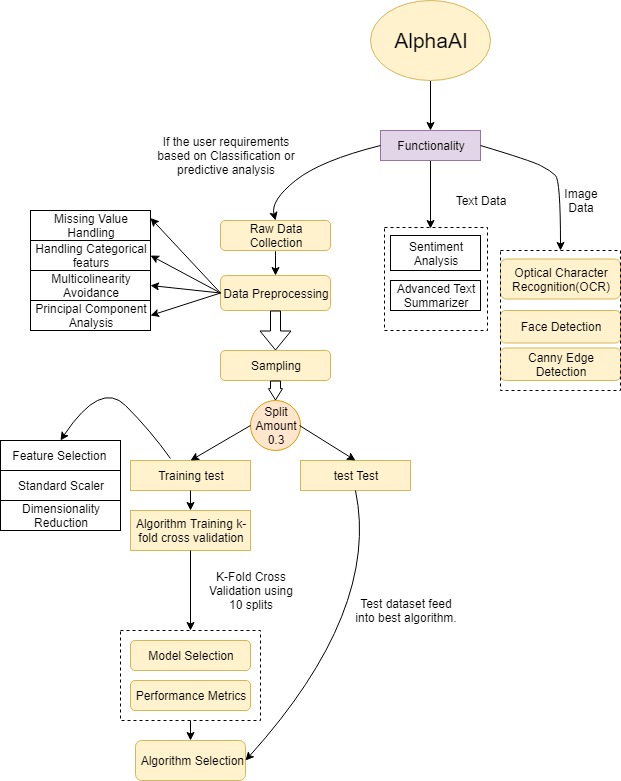 AlphaAI
Functionality
If the user requirements
based on Classification or
predictive analysis
Text Data
Image
Data
Missing Value
Handling
Handling Categorical
featurs
Multicolinearity
Avoidance
Principal Component
Analysis
Raw Data
Collection
Data Preprocessing
Sentiment
Analysis
Advanced Text
Summarizer
Optical Character
Recognition(OCR)
Face Detection
Canny Edge
Detection
Sampling
Split
Amount
0.3
Feature Selection
Standard Scaler
Dimensionality
Reduction
Training test
test Test
Algorithm Training k-
fold cross validation
K-Fold Cross
Validation using
10 splits
Test dataset feed
into best algorithm.
Model Selection
Performance Metrics
Algorithm Selection